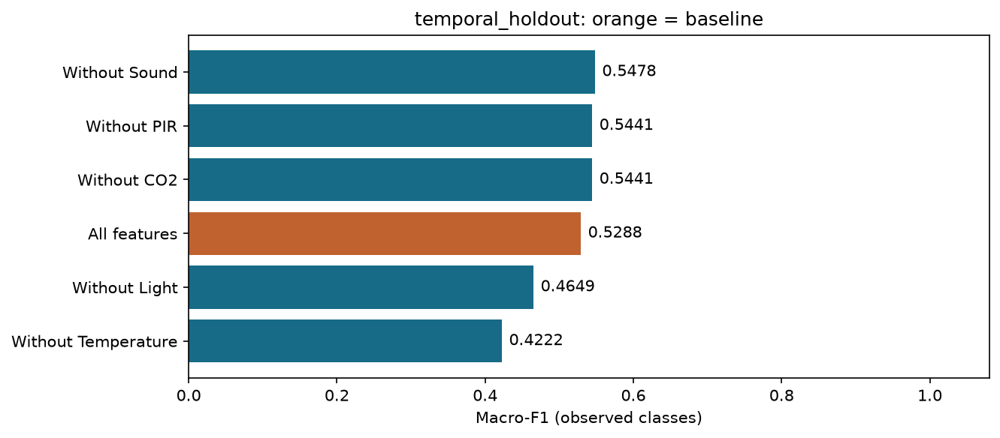 temporal_holdout: orange = baseline
Without Sound 0.5478
Without PIR 0.5441
Without CO2 0.5441
All features 0.5288
Without Light 0.4649
Without Temperature 0.4222
0.0 0.2 0.4 0.6 0.8 1.0
Macro-F1 (observed classes)